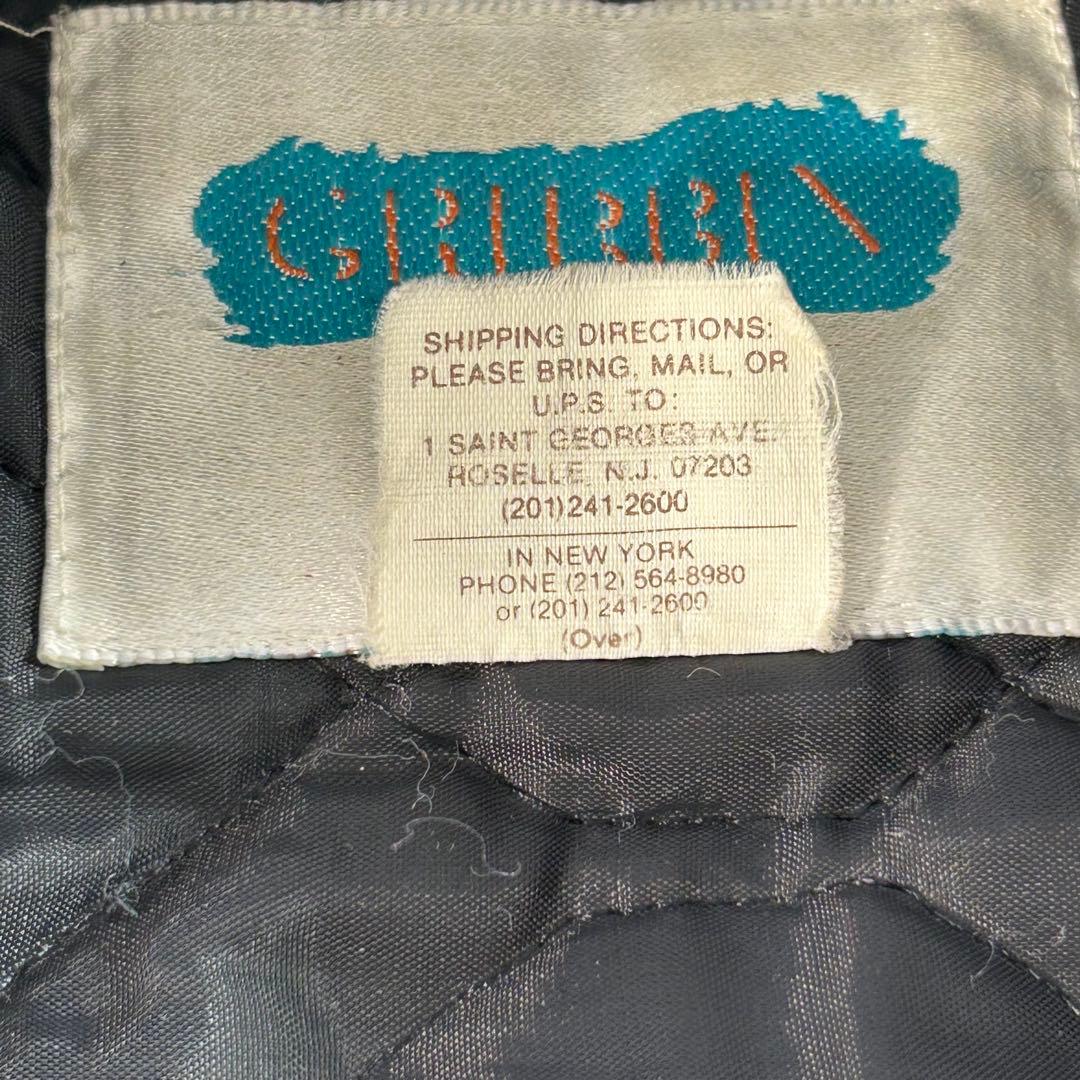 GRIBBIN
SHIPPING DIRECTIONS:
PLEASE BRING, MAIL, OR
U.P.S. TO:
1 SAINT GEORGES AVE.
ROSELLE, N.J. 07203
(201)241-2600
IN NEW YORK
PHONE (212) 564-8980
or (201) 241-2600
(Over)